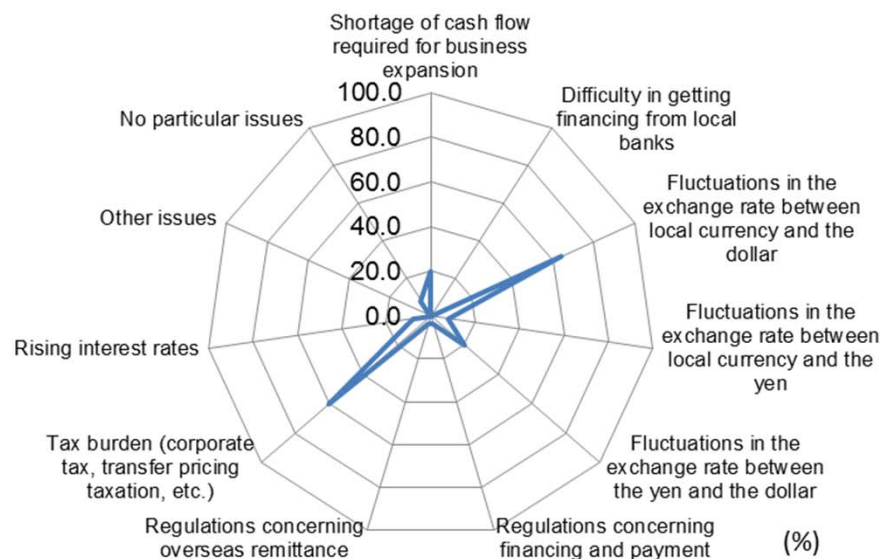 Shortage of cash flow
required for business
expansion
Difficulty in getting
financing from local
banks
Fluctuations in the
exchange rate between
local currency and the
dollar
Fluctuations in the
exchange rate between
local currency and the
yen
Fluctuations in the
exchange rate between
the yen and the dollar
Regulations concerning
financing and payment
Regulations concerning
overseas remittance
Tax burden (corporate
tax, transfer pricing
taxation, etc.)
Rising interest rates
Other issues
No particular issues
100.0
80.0
60.0
40.0
20.0
0.0
(%)